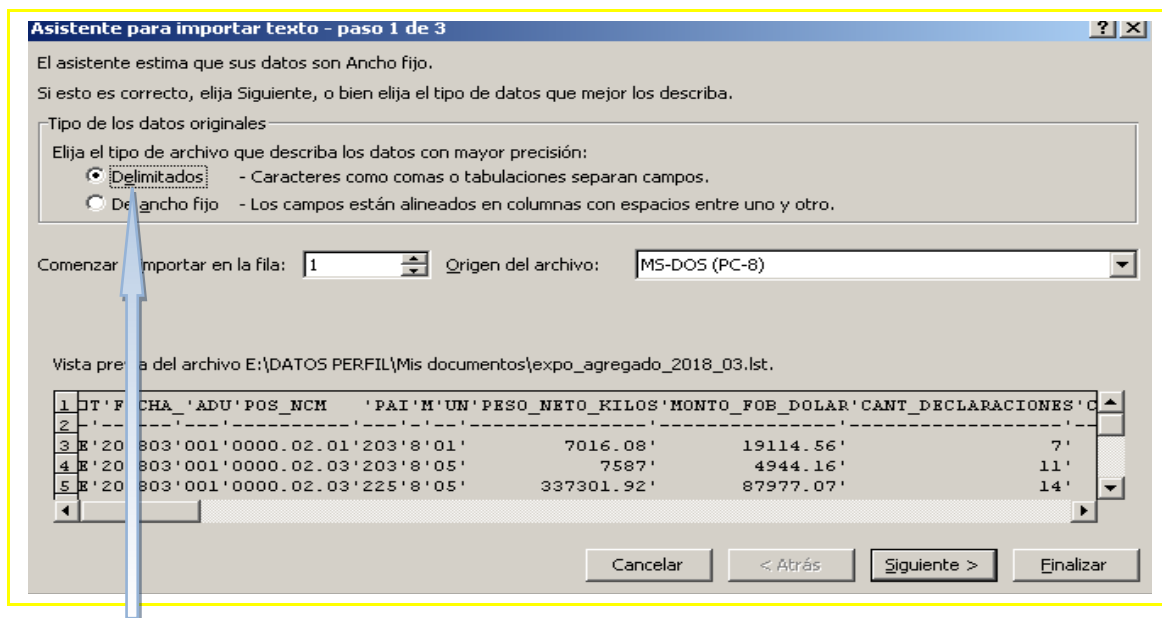 Asistente para importar texto - paso 1 de 3
El asistente estima que sus datos son Ancho fijo.
Si esto es correcto, elija Siguiente, o bien elija el tipo de datos que mejor los describa.
Tipo de los datos originales
Elija el tipo de archivo que describa los datos con mayor precisión:
Delimitados - Caracteres como comas o tabulaciones separan campos.
De ancho fijo - Los campos están alineados en columnas con espacios entre uno y otro.
Comenzar importar en la fila: 1 Origen del archivo: MS-DOS (PC-8)
Vista previa del archivo E:\DATOS PERFIL\Mis documentos\expo_agregado_2018_03.lst.
1 OT'F CHA_'ADU'POS_NCM 'PAI'M'UN'PESO_NETO_KILOS'MONTO_FOB_DOLAR'CANT_DECLARACIONES'C
2 -'------'---'------------'---'-'--'---------------'---------------'------------------'--
3 E'20 803'001'0000.02.01'203'8'01' 7016.08' 19114.56' 7'
4 E'20 803'001'0000.02.03'203'8'05' 7587' 4944.16' 11'
5 E'20 803'001'0000.02.03'225'8'05' 337301.92' 87977.07' 14'
Cancelar < Atrás Siguiente > Finalizar